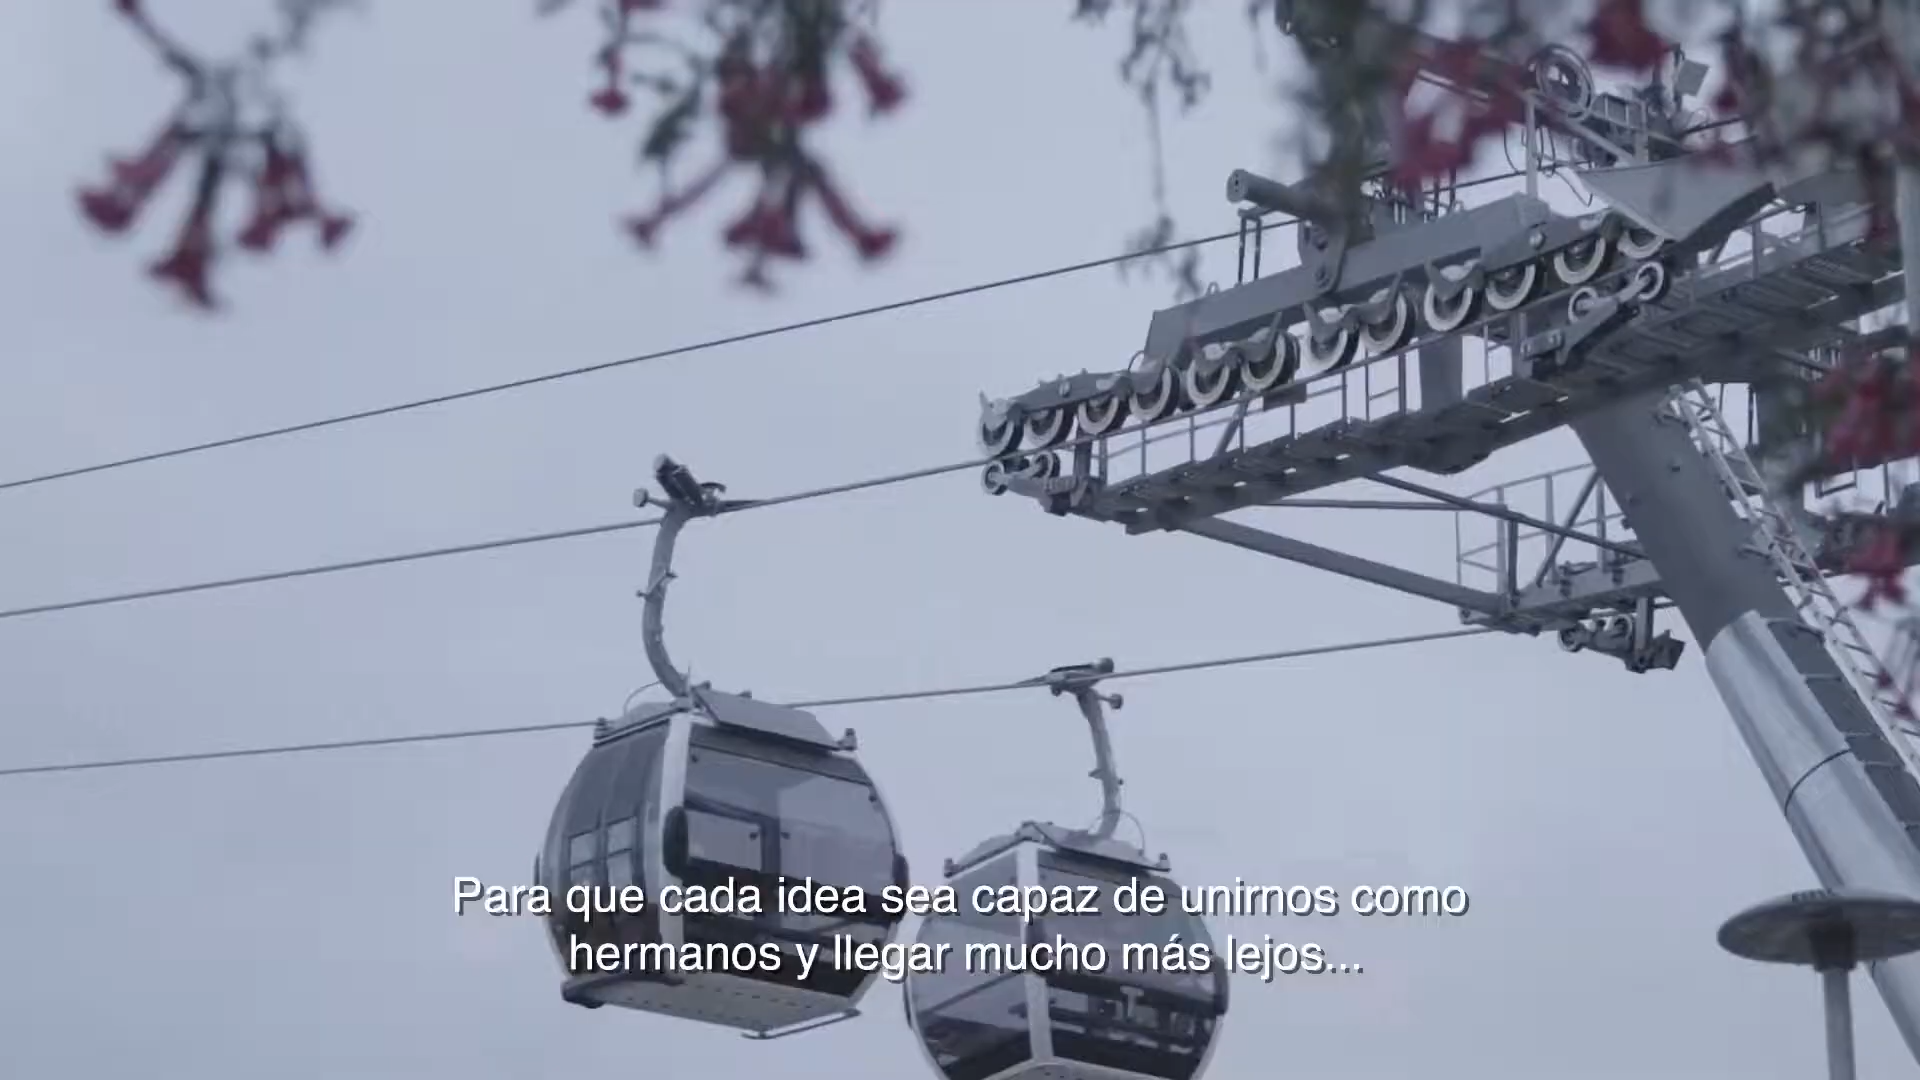 Para que cada idea sea capaz de unirnos como
hermanos y llegar mucho más lejos...